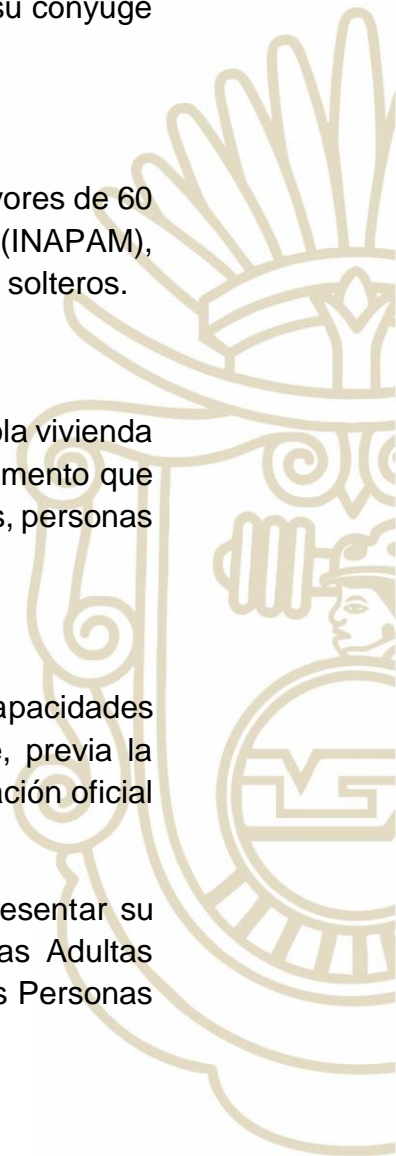 su cónyuge
yores de 60
(INAPAM),
solteros.
ola vivienda
mento que
s, personas
apacidades
e, previa la
ación oficial
resentar su
as Adultas
s Personas